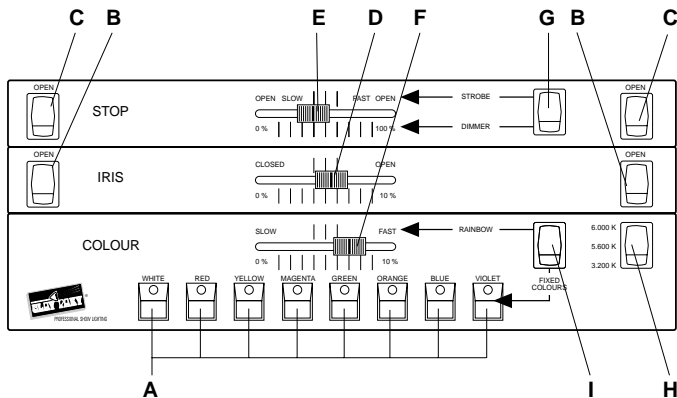 C B E D F G B C
OPEN OPEN SLOW FAST OPEN STROBE OPEN
STOP
0 % 100 % DIMMER
CLOSED OPEN OPEN
IRIS
0 % 10 %
SLOW FAST RAINBOW 6.000 K
COLOUR 5.600 K
0 % 10 % 3.200 K
WHITE RED YELLOW MAGENTA GREEN ORANGE BLUE VIOLET FIXED
COLOURS
PROFESSIONAL SHOW LIGHTING
A I H